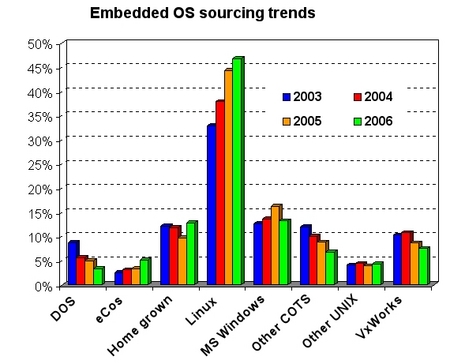 Embedded OS sourcing trends
50%
45%
40%
35%
30%
25%
20%
15%
10%
5%
0%
2003
2004
2005
2006
DOS
eCos
Home grown
Linux
MS Windows
Other COTS
Other UNIX
VxWorks